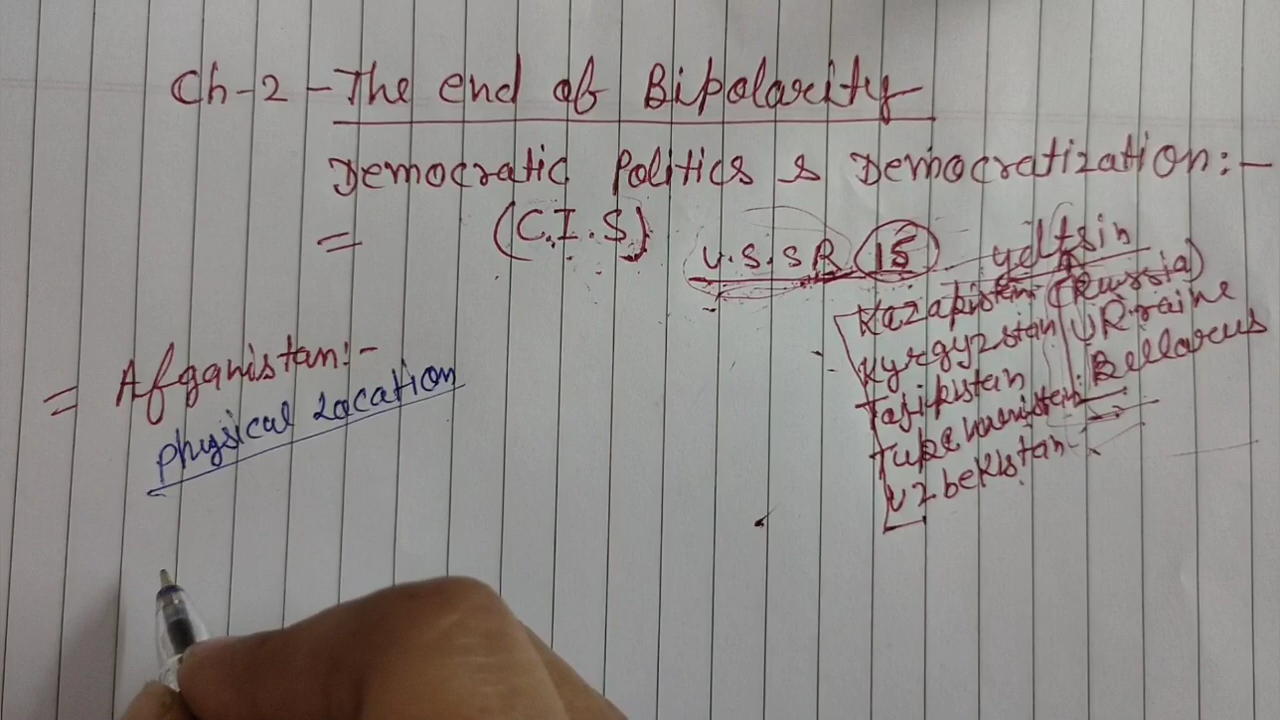 Ch-2-The end of Bipolarity
Democratic Politics & Democratization:-
= (C.I.S) U.S.S.R 15 yeltsin
Kazakistan (Russia)
Kyrgyzstan UKraine
Tajikistan Bellarus
Turkmenistan
Uzbekistan
= Afganistan:-
Physical Location